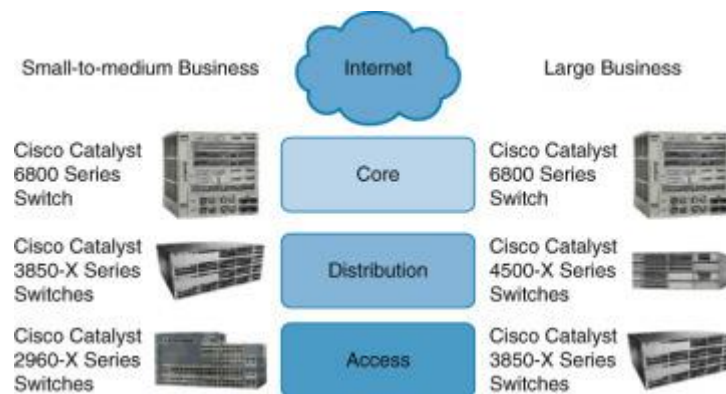 Small-to-medium Business
Internet
Large Business
Cisco Catalyst
6800 Series
Switch
Core
Cisco Catalyst
6800 Series
Switch
Cisco Catalyst
3850-X Series
Switches
Distribution
Cisco Catalyst
4500-X Series
Switches
Cisco Catalyst
2960-X Series
Switches
Access
Cisco Catalyst
3850-X Series
Switches